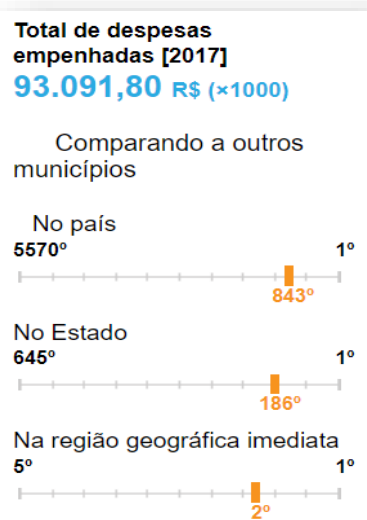 Total de despesas
empenhadas [2017]
93.091,80 R$ (×1000)
Comparando a outros
municípios
No país
5570º 1º
843º
No Estado
645º 1º
186º
Na região geográfica imediata
5º 1º
2º